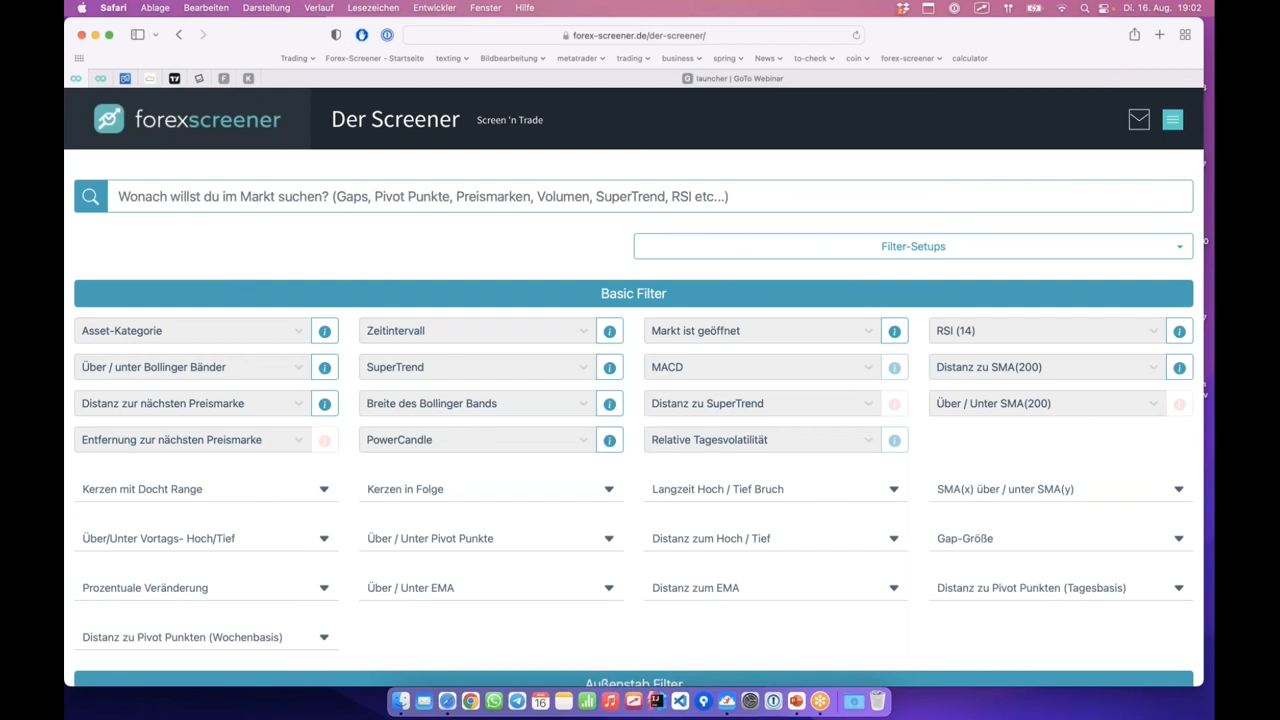 Safari Ablage Bearbeiten Darstellung Verlauf Lesezeichen Entwickler Fenster Hilfe Di. 16. Aug. 19:02
forex-screener.de/der-screener/
Trading Forex-Screener - Startseite texting Bildbearbeitung metatrader trading business spring News to-check coin forex-screener calculator
launcher | GoTo Webinar
forexscreener Der Screener Screen 'n Trade
Wonach willst du im Markt suchen? (Gaps, Pivot Punkte, Preismarken, Volumen, SuperTrend, RSI etc...)
Filter-Setups
Basic Filter
Asset-Kategorie Zeitintervall Markt ist geöffnet RSI (14)
Über / unter Bollinger Bänder SuperTrend MACD Distanz zu SMA(200)
Distanz zur nächsten Preismarke Breite des Bollinger Bands Distanz zu SuperTrend Über / Unter SMA(200)
Entfernung zur nächsten Preismarke PowerCandle Relative Tagesvolatilität
Kerzen mit Docht Range Kerzen in Folge Langzeit Hoch / Tief Bruch SMA(x) über / unter SMA(y)
Über/Unter Vortags- Hoch/Tief Über / Unter Pivot Punkte Distanz zum Hoch / Tief Gap-Größe
Prozentuale Veränderung Über / Unter EMA Distanz zum EMA Distanz zu Pivot Punkten (Tagesbasis)
Distanz zu Pivot Punkten (Wochenbasis)
Außenstab Filter